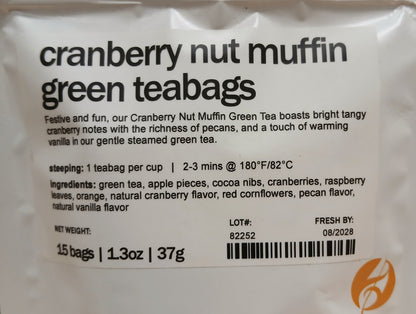 cranberry nut muffin
green teabags
Festive and fun, our Cranberry Nut Muffin Green Tea boasts bright tangy
cranberry notes with the richness of pecans, and a touch of warming
vanilla in our gentle steamed green tea.
steeping: 1 teabag per cup | 2-3 mins @ 180°F/82°C
ingredients: green tea, apple pieces, cocoa nibs, cranberries, raspberry
leaves, orange, natural cranberry flavor, red cornflowers, pecan flavor,
natural vanilla flavor
NET WEIGHT: LOT#: FRESH BY:
15 bags | 1.3oz | 37g 82252 08/2028